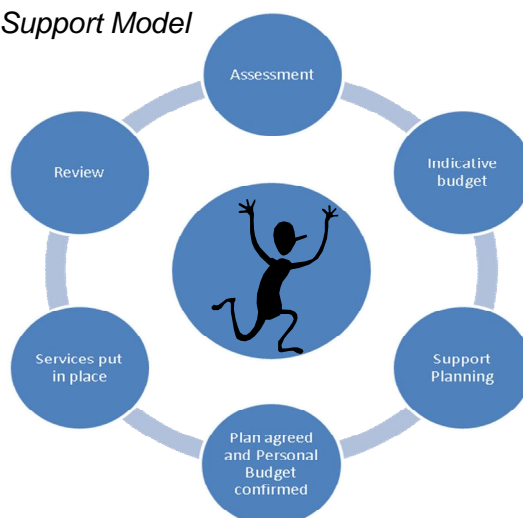 Support Model
Assessment
Indicative
budget
Support
Planning
Plan agreed
and Personal
Budget
confirmed
Services put
in place
Review